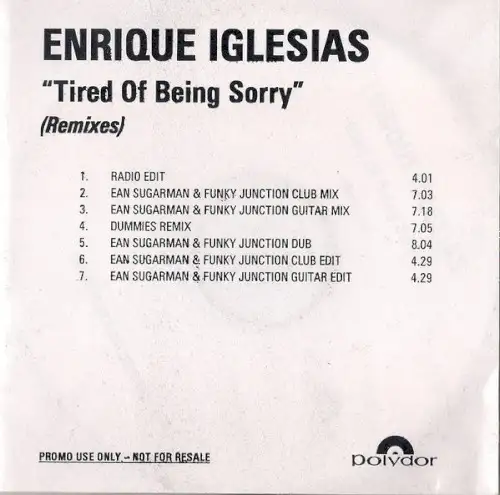 ENRIQUE IGLESIAS
"Tired Of Being Sorry"
(Remixes)
1. RADIO EDIT 4.01
2. EAN SUGARMAN & FUNKY JUNCTION CLUB MIX 7.03
3. EAN SUGARMAN & FUNKY JUNCTION GUITAR MIX 7.18
4. DUMMIES REMIX 7.05
5. EAN SUGARMAN & FUNKY JUNCTION DUB 8.04
6. EAN SUGARMAN & FUNKY JUNCTION CLUB EDIT 4.29
7. EAN SUGARMAN & FUNKY JUNCTION GUITAR EDIT 4.29
PROMO USE ONLY - NOT FOR RESALE
polydor